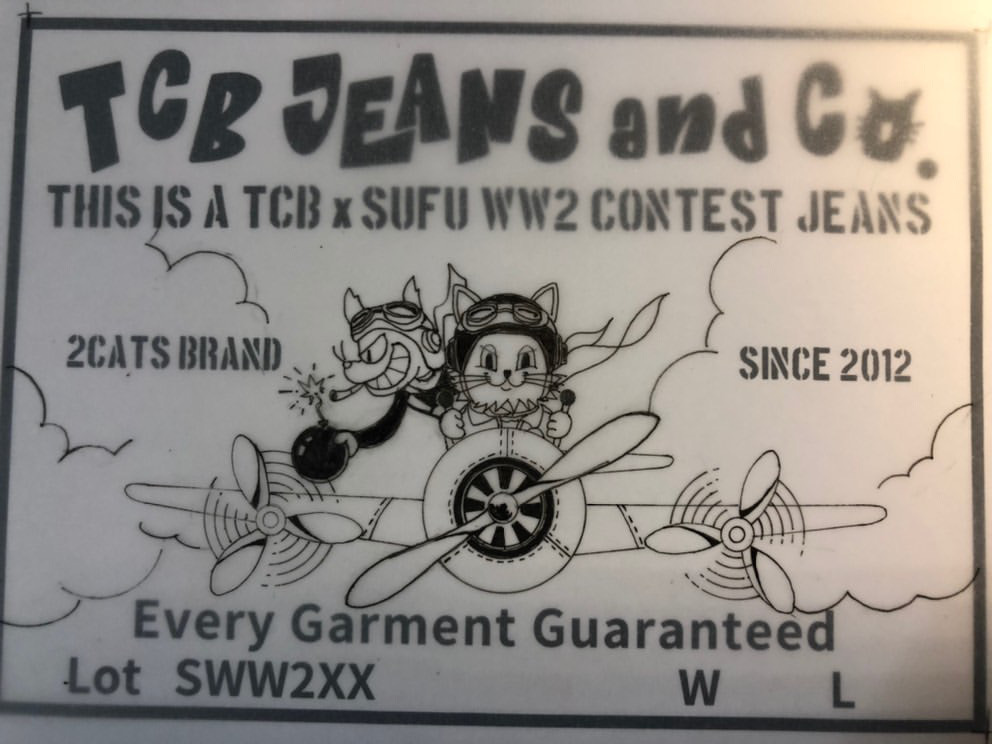 TCB JEANS and Co.
THIS IS A TCB x SUFU WW2 CONTEST JEANS
2CATS BRAND
SINCE 2012
Every Garment Guaranteed
Lot SWW2XX W L